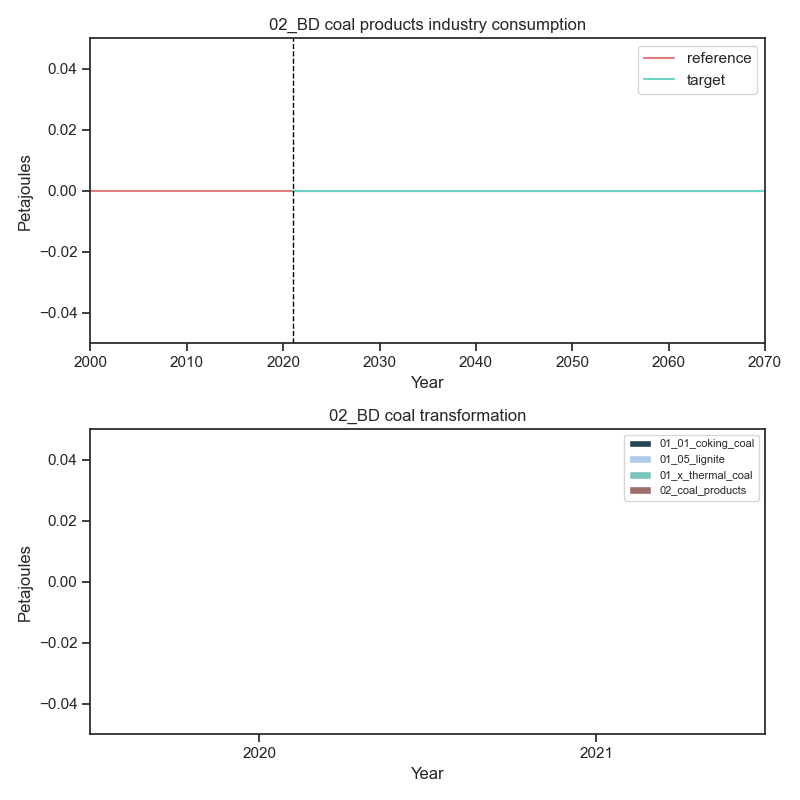 02_BD coal products industry consumption
reference
target
0.04
0.02
0.00
−0.02
−0.04
Petajoules
2000 2010 2020 2030 2040 2050 2060 2070
Year
02_BD coal transformation
01_01_coking_coal
01_05_lignite
01_x_thermal_coal
02_coal_products
0.04
0.02
0.00
−0.02
−0.04
Petajoules
2020 2021
Year